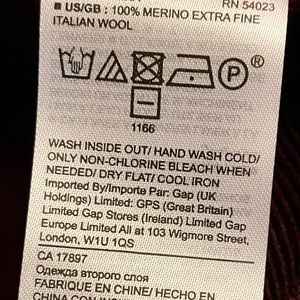 RN 54023
■ US/GB : 100% MERINO EXTRA FINE
ITALIAN WOOL
®
P
1166
WASH INSIDE OUT/ HAND WASH COLD/
ONLY NON-CHLORINE BLEACH WHEN
NEEDED/ DRY FLAT/ COOL IRON
Imported By/Importe Par: Gap (UK
Holdings) Limited: GPS (Great Britain)
Limited Gap Stores (Ireland) Limited Gap
Europe Limited All at 103 Wigmore Street,
London, W1U 1QS
CA 17897
Одежда второго слоя
FABRIQUE EN CHINE/ HECHO EN
CHINA CON